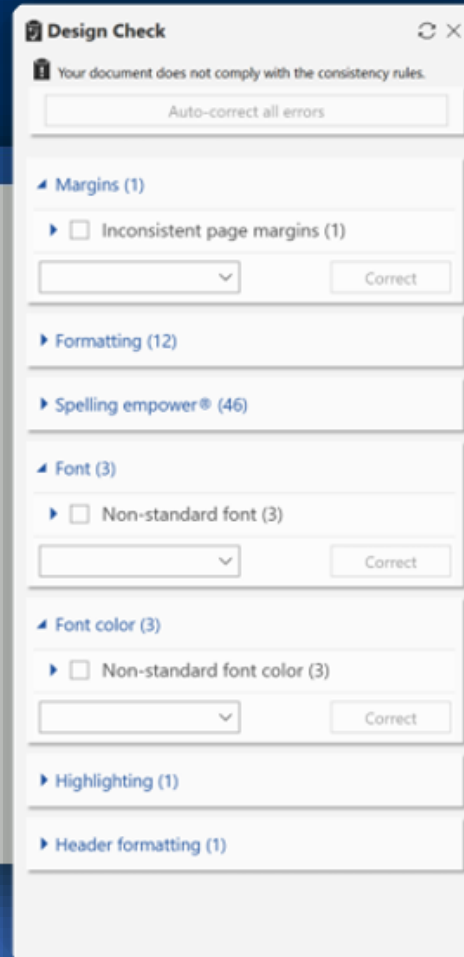 Design Check
Your document does not comply with the consistency rules.
Auto-correct all errors
Margins (1)
Inconsistent page margins (1)
Correct
Formatting (12)
Spelling empower® (46)
Font (3)
Non-standard font (3)
Correct
Font color (3)
Non-standard font color (3)
Correct
Highlighting (1)
Header formatting (1)